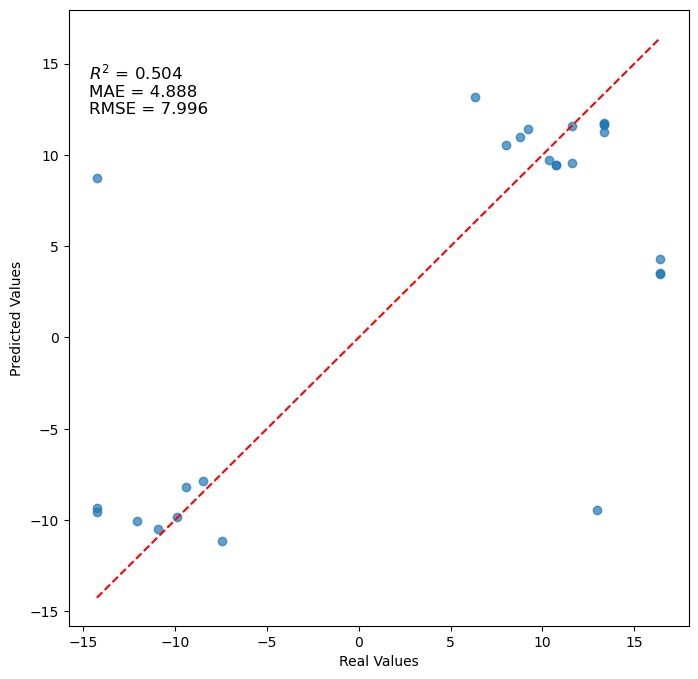 R² = 0.504
MAE = 4.888
RMSE = 7.996
15
10
5
0
−5
−10
−15
Predicted Values
−15 −10 −5 0 5 10 15
Real Values